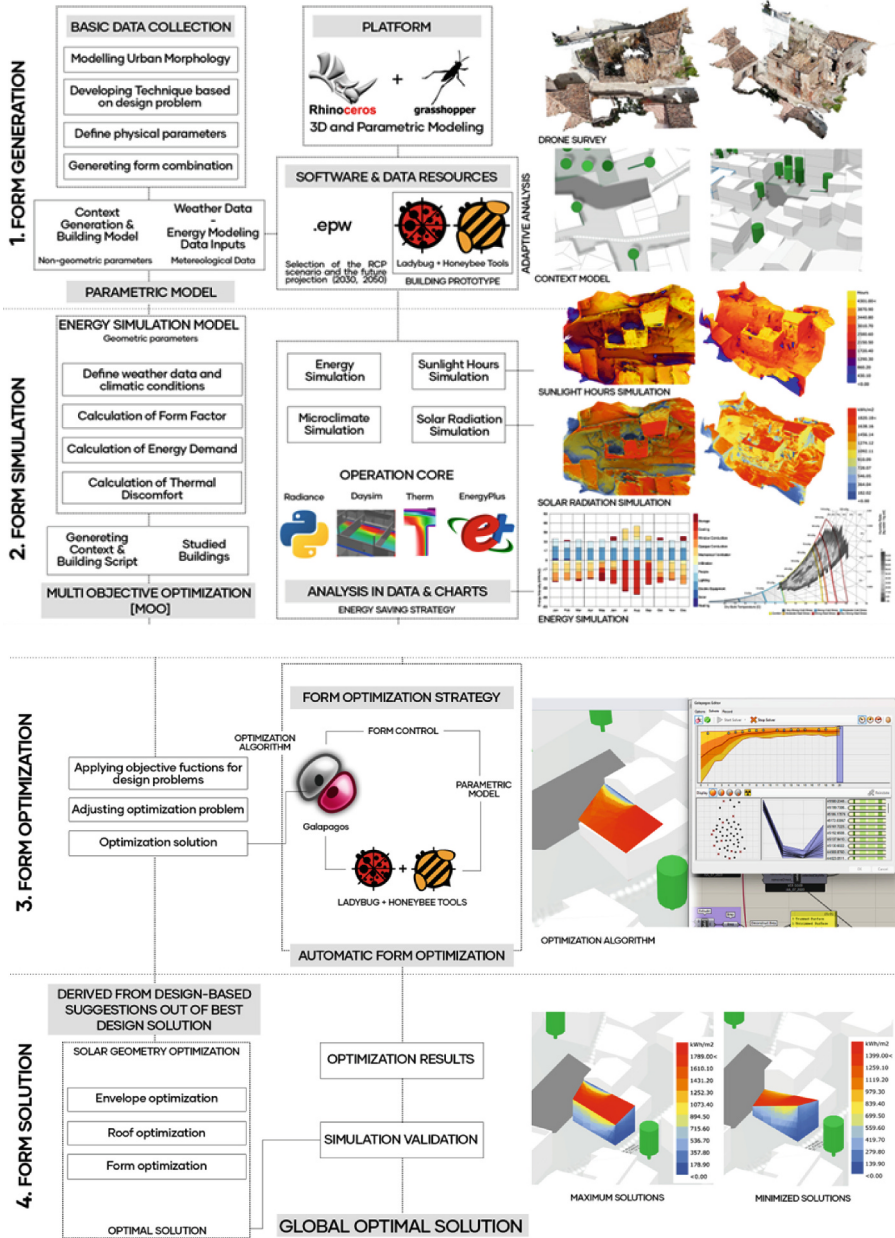 1. FORM GENERATION
BASIC DATA COLLECTION
Modelling Urban Morphology
Developing Technique based
on design problem
Define physical parameters
Genereting form combination
Context
Generation &
Building Model
Non-geometric parameters
Weather Data
-
Energy Modeling
Data Inputs
Metereological Data
PARAMETRIC MODEL
PLATFORM
Rhinoceros
+
grasshopper
3D and Parametric Modeling
SOFTWARE & DATA RESOURCES
.epw
Selection of the RCP
scenario and the future
projection (2030, 2050)
+
Ladybug + Honeybee Tools
BUILDING PROTOTYPE
DRONE SURVEY
ADAPTIVE ANALYSIS
CONTEXT MODEL
2. FORM SIMULATION
ENERGY SIMULATION MODEL
Geometric parameters
Define weather data and
climatic conditions
Calculation of Form Factor
Calculation of Energy Demand
Calculation of Thermal
Discomfort
Genereting
Context &
Building Script
Studied
Buildings
MULTI OBJECTIVE OPTIMIZATION
[MOO]
Energy
Simulation
Sunlight Hours
Simulation
Microclimate
Simulation
Solar Radiation
Simulation
OPERATION CORE
Radiance
Daysim
Therm
EnergyPlus
ANALYSIS IN DATA & CHARTS
ENERGY SAVING STRATEGY
Hours
SUNLIGHT HOURS SIMULATION
kWh/m2
SOLAR RADIATION SIMULATION
ENERGY SIMULATION
3. FORM OPTIMIZATION
Applying objective fuctions for
design problems
Adjusting optimization problem
Optimization solution
FORM OPTIMIZATION STRATEGY
OPTIMIZATION
ALGORITHM
FORM CONTROL
PARAMETRIC
MODEL
Galapagos
+
LADYBUG + HONEYBEE TOOLS
AUTOMATIC FORM OPTIMIZATION
Galapagos Editor
Options Solvers Record
Start Solver
Stop Solver
Display
OPTIMIZATION ALGORITHM
4. FORM SOLUTION
DERIVED FROM DESIGN-BASED
SUGGESTIONS OUT OF BEST
DESIGN SOLUTION
SOLAR GEOMETRY OPTIMIZATION
Envelope optimization
Roof optimization
Form optimization
OPTIMAL SOLUTION
OPTIMIZATION RESULTS
SIMULATION VALIDATION
GLOBAL OPTIMAL SOLUTION
kWh/m2
1789.00<
1610.10
1431.20
1252.30
1073.40
894.50
715.60
536.70
357.80
178.90
<0.00
MAXIMUM SOLUTIONS
kWh/m2
1399.00<
1259.10
1119.20
979.30
839.40
699.50
559.60
419.70
279.80
139.90
<0.00
MINIMIZED SOLUTIONS